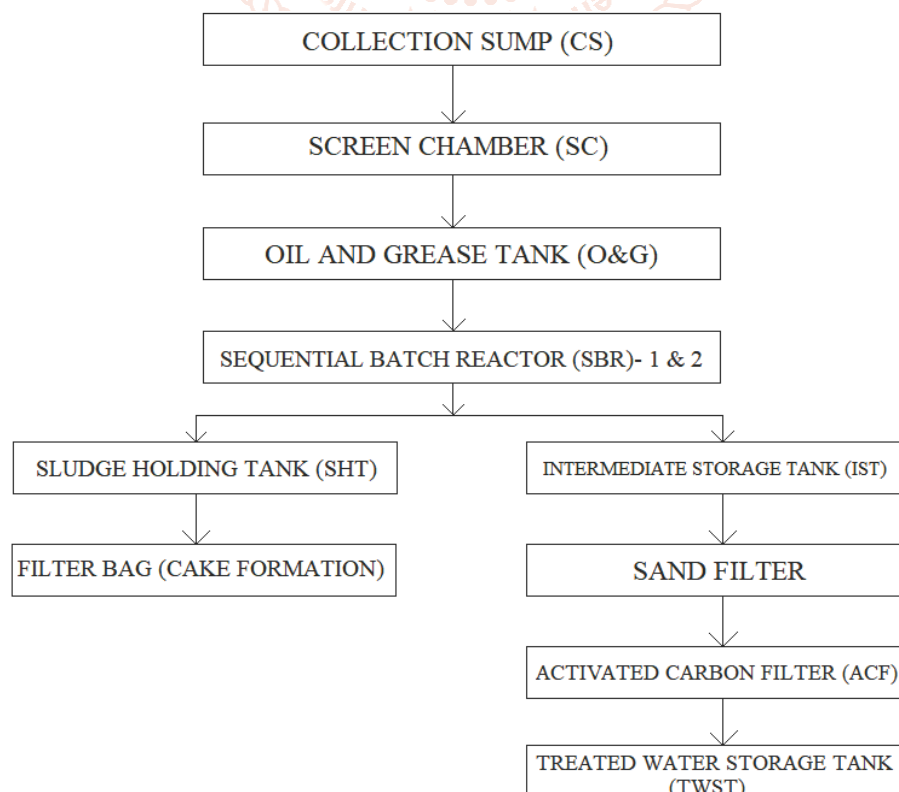 COLLECTION SUMP (CS)
SCREEN CHAMBER (SC)
OIL AND GREASE TANK (O&G)
SEQUENTIAL BATCH REACTOR (SBR)- 1 & 2
SLUDGE HOLDING TANK (SHT)
INTERMEDIATE STORAGE TANK (IST)
FILTER BAG (CAKE FORMATION)
SAND FILTER
ACTIVATED CARBON FILTER (ACF)
TREATED WATER STORAGE TANK
(TWST)